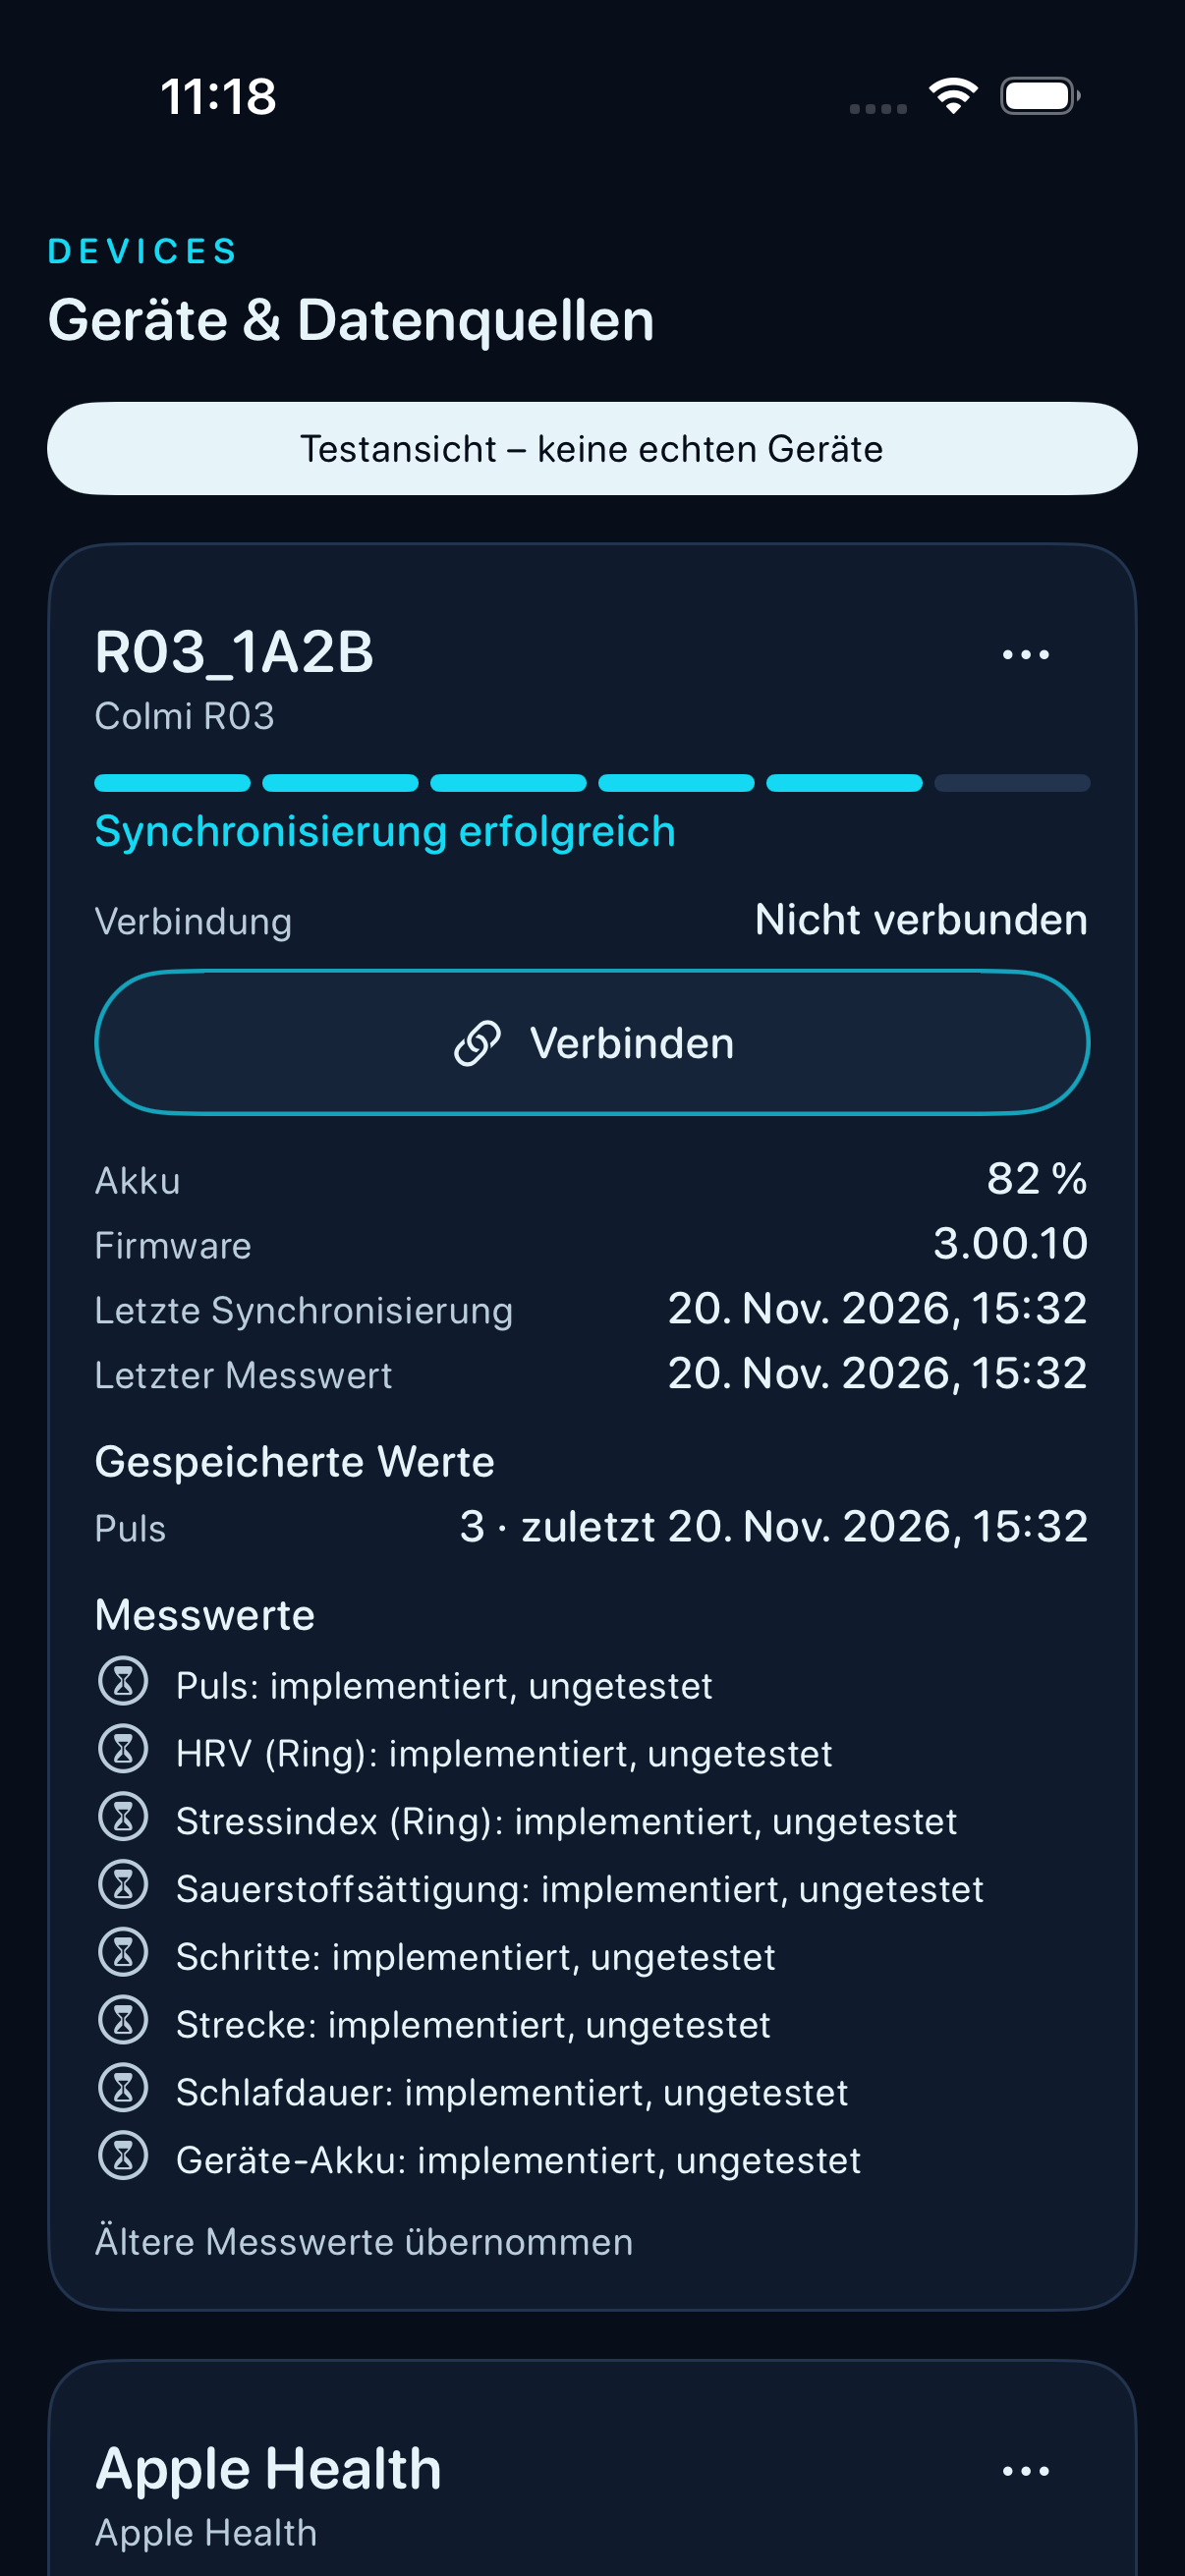 11:18
DEVICES
Geräte & Datenquellen
Testansicht – keine echten Geräte
R03_1A2B
Colmi R03
Synchronisierung erfolgreich
Verbindung Nicht verbunden
Verbinden
Akku 82 %
Firmware 3.00.10
Letzte Synchronisierung 20. Nov. 2026, 15:32
Letzter Messwert 20. Nov. 2026, 15:32
Gespeicherte Werte
Puls 3 · zuletzt 20. Nov. 2026, 15:32
Messwerte
Puls: implementiert, ungetestet
HRV (Ring): implementiert, ungetestet
Stressindex (Ring): implementiert, ungetestet
Sauerstoffsättigung: implementiert, ungetestet
Schritte: implementiert, ungetestet
Strecke: implementiert, ungetestet
Schlafdauer: implementiert, ungetestet
Geräte-Akku: implementiert, ungetestet
Ältere Messwerte übernommen
Apple Health
Apple Health